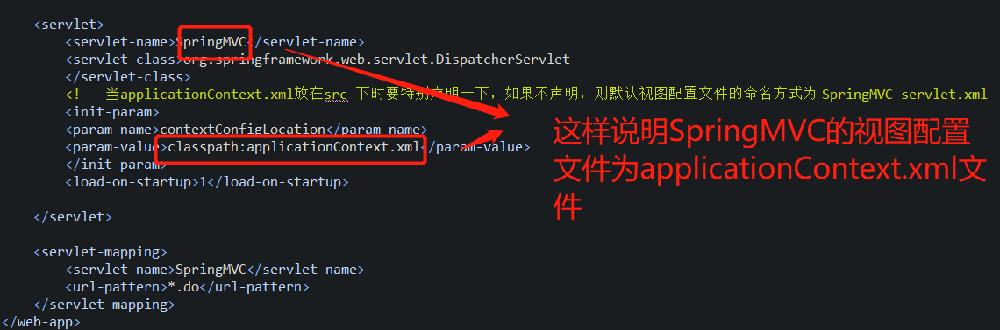 <servlet>
<servlet-name>SpringMVC</servlet-name>
<servlet-class>org.springframework.web.servlet.DispatcherServlet
</servlet-class>
<!-- 当applicationContext.xml放在src 下时要特别声明一下，如果不声明，则默认视图配置文件的命名方式为 SpringMVC-servlet.xml--
<init-param>
<param-name>contextConfigLocation</param-name>
<param-value>classpath:applicationContext.xml</param-value>
</init-param>
<load-on-startup>1</load-on-startup>
</servlet>
<servlet-mapping>
<servlet-name>SpringMVC</servlet-name>
<url-pattern>*.do</url-pattern>
</servlet-mapping>
</web-app>
这样说明SpringMVC的视图配置
文件为applicationContext.xml文
件